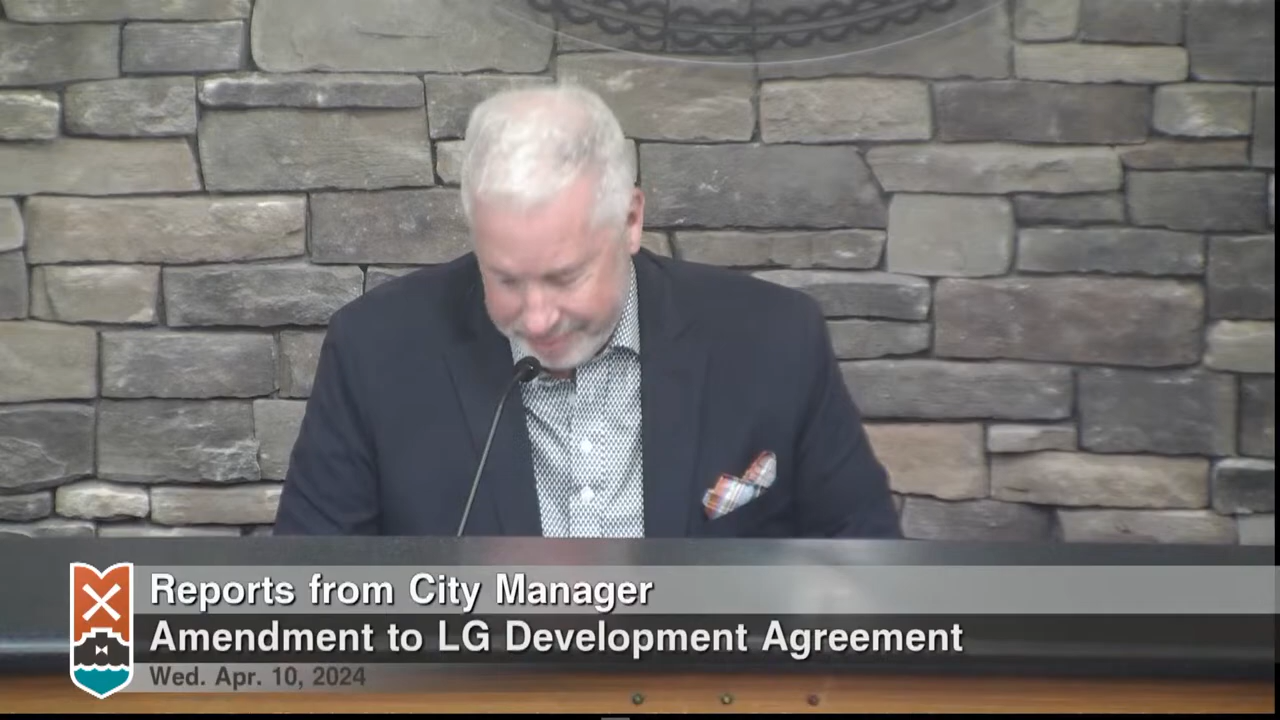 Reports from City Manager
Amendment to LG Development Agreement
Wed. Apr. 10, 2024